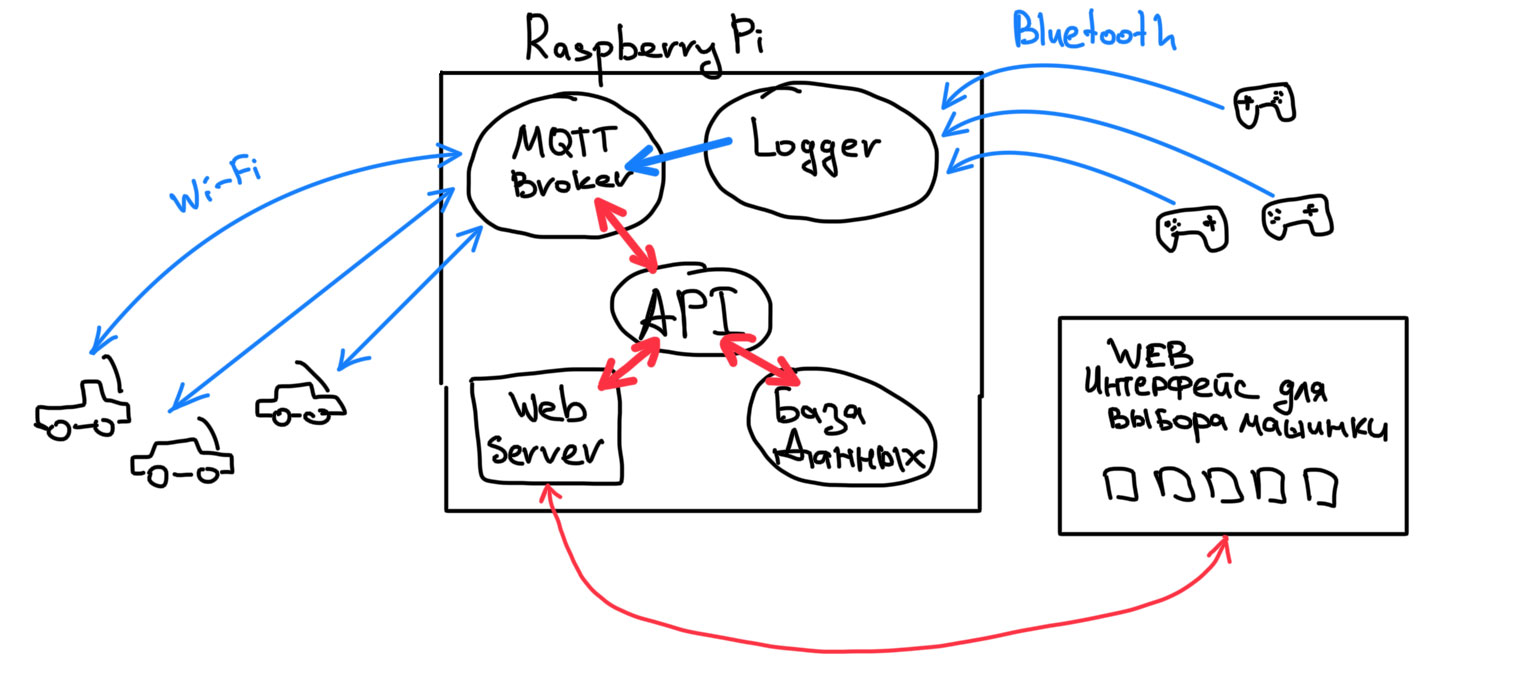 Raspberry Pi
Bluetooth
Wi-Fi
MQTT
Broker
Logger
API
Web
Server
База
Данных
WEB
Интерфейс для
выбора машинки